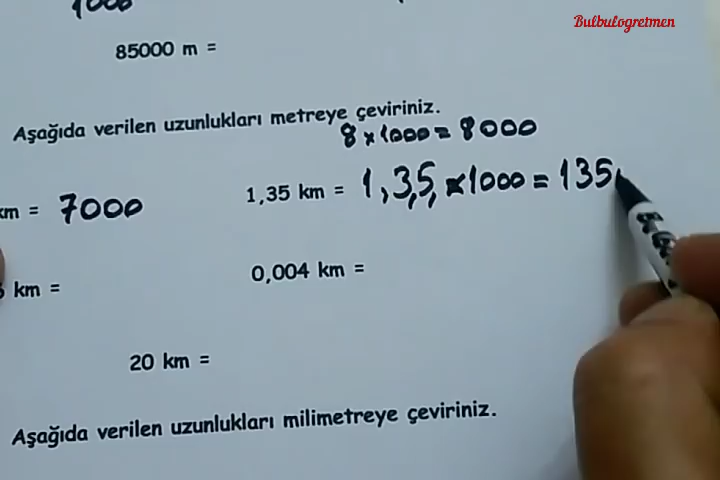 1000
Bulbulogretmen
85000 m =
Aşağıda verilen uzunlukları metreye çeviriniz.
8 x 1000 = 8000
km = 7000
1,35 km = 1,3,5, x 1000 = 135
km =
0,004 km =
20 km =
Aşağıda verilen uzunlukları milimetreye çeviriniz.